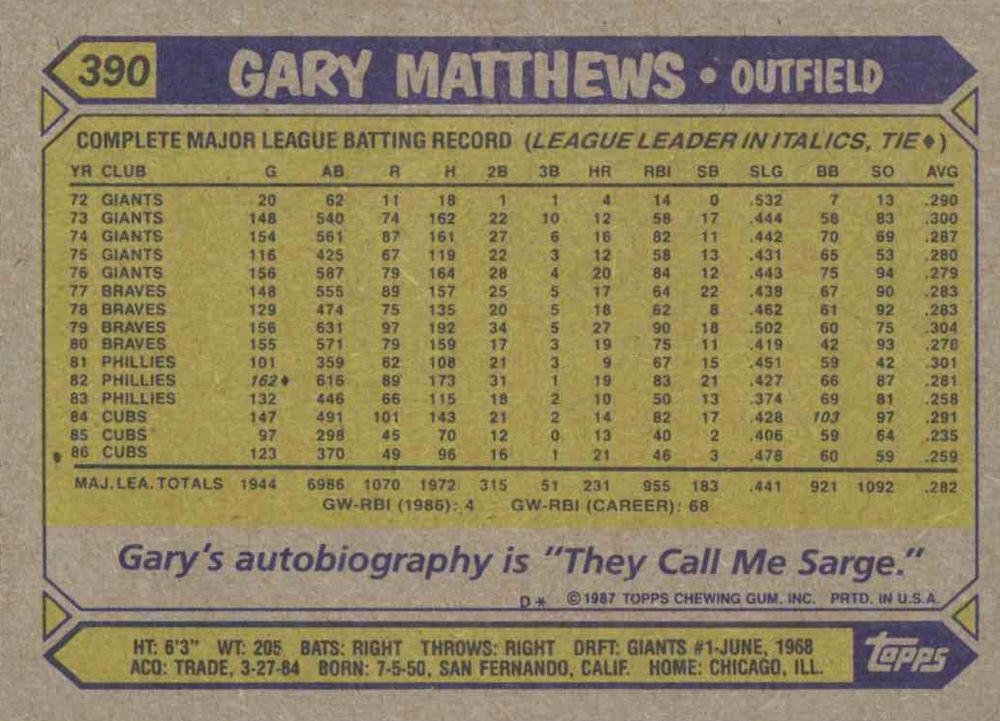 390 GARY MATTHEWS • OUTFIELD
COMPLETE MAJOR LEAGUE BATTING RECORD (LEAGUE LEADER IN ITALICS, TIE♦)
YR CLUB G AB R H 2B 3B HR RBI SB SLG BB SO AVG
72 GIANTS 20 62 11 18 1 1 4 14 0 .532 7 13 .290
73 GIANTS 148 540 74 162 22 10 12 58 17 .444 58 83 .300
74 GIANTS 154 561 87 161 27 6 16 82 11 .442 70 69 .287
75 GIANTS 116 425 67 119 22 3 12 58 13 .431 65 53 .280
76 GIANTS 156 587 79 164 28 4 20 84 12 .443 75 94 .279
77 BRAVES 148 555 89 157 25 5 17 64 22 .438 67 90 .283
78 BRAVES 129 474 75 135 20 5 18 62 8 .462 61 92 .283
79 BRAVES 156 631 97 192 34 5 27 90 18 .502 60 75 .304
80 BRAVES 155 571 79 159 17 3 19 75 11 .419 42 93 .278
81 PHILLIES 101 359 62 108 21 3 9 67 15 .451 59 42 .301
82 PHILLIES 162♦ 616 89 173 31 1 19 83 21 .427 66 87 .281
83 PHILLIES 132 446 66 115 18 2 10 50 13 .374 69 81 .258
84 CUBS 147 491 101 143 21 2 14 82 17 .428 103 97 .291
85 CUBS 97 298 45 70 12 0 13 40 2 .406 59 64 .235
86 CUBS 123 370 49 96 16 1 21 46 3 .478 60 59 .259
MAJ. LEA. TOTALS 1944 6986 1070 1972 315 51 231 955 183 .441 921 1092 .282
GW-RBI (1986): 4 GW-RBI (CAREER): 68
Gary's autobiography is "They Call Me Sarge."
D* © 1987 TOPPS CHEWING GUM, INC. PRTD. IN U.S.A.
HT: 6'3" WT: 205 BATS: RIGHT THROWS: RIGHT DRFT: GIANTS #1-JUNE, 1968
ACQ: TRADE, 3-27-84 BORN: 7-5-50, SAN FERNANDO, CALIF. HOME: CHICAGO, ILL.
Topps